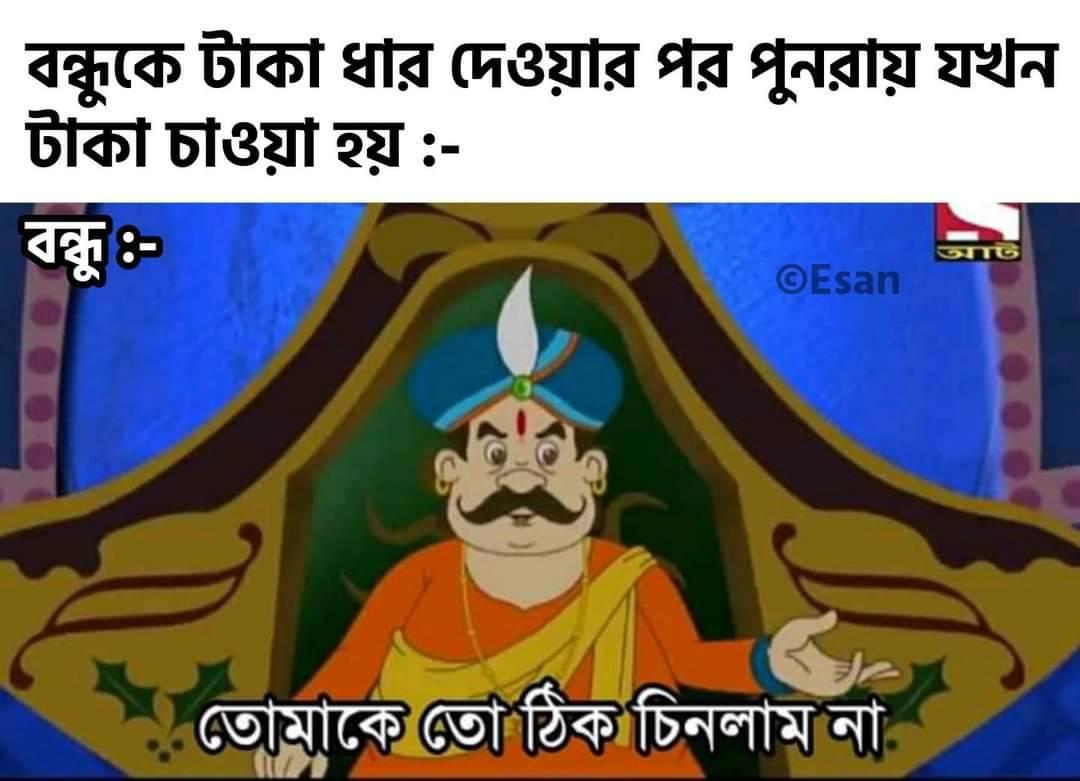 বন্ধুকে টাকা ধার দেওয়ার পর পুনরায় যখন
টাকা চাওয়া হয় :-
বন্ধু :-
আট
©Esan
তোমাকে তো ঠিক চিনলাম না